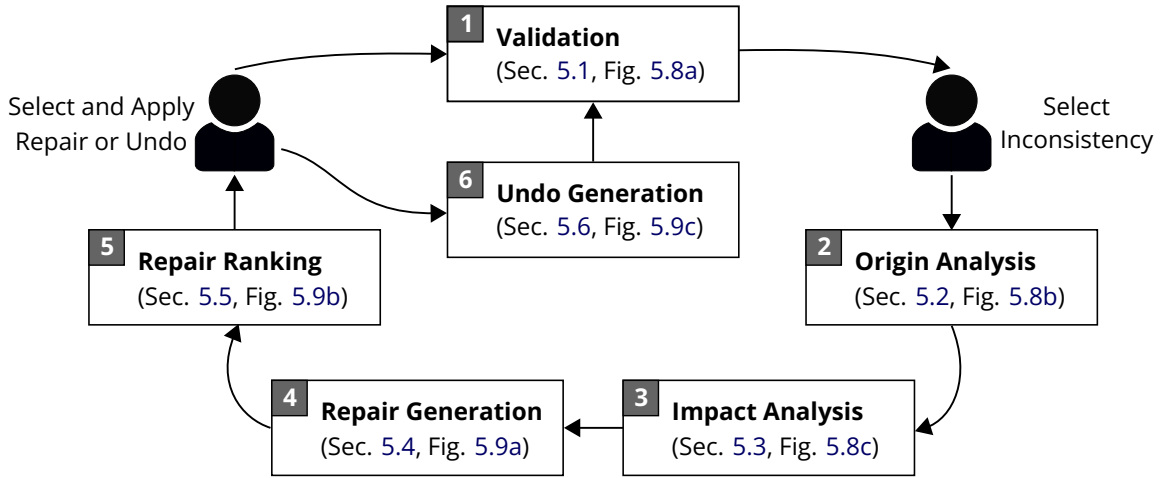 1
Validation
(Sec. 5.1, Fig. 5.8a)
Select and Apply
Repair or Undo
Select
Inconsistency
6
Undo Generation
(Sec. 5.6, Fig. 5.9c)
5
Repair Ranking
(Sec. 5.5, Fig. 5.9b)
2
Origin Analysis
(Sec. 5.2, Fig. 5.8b)
4
Repair Generation
(Sec. 5.4, Fig. 5.9a)
3
Impact Analysis
(Sec. 5.3, Fig. 5.8c)